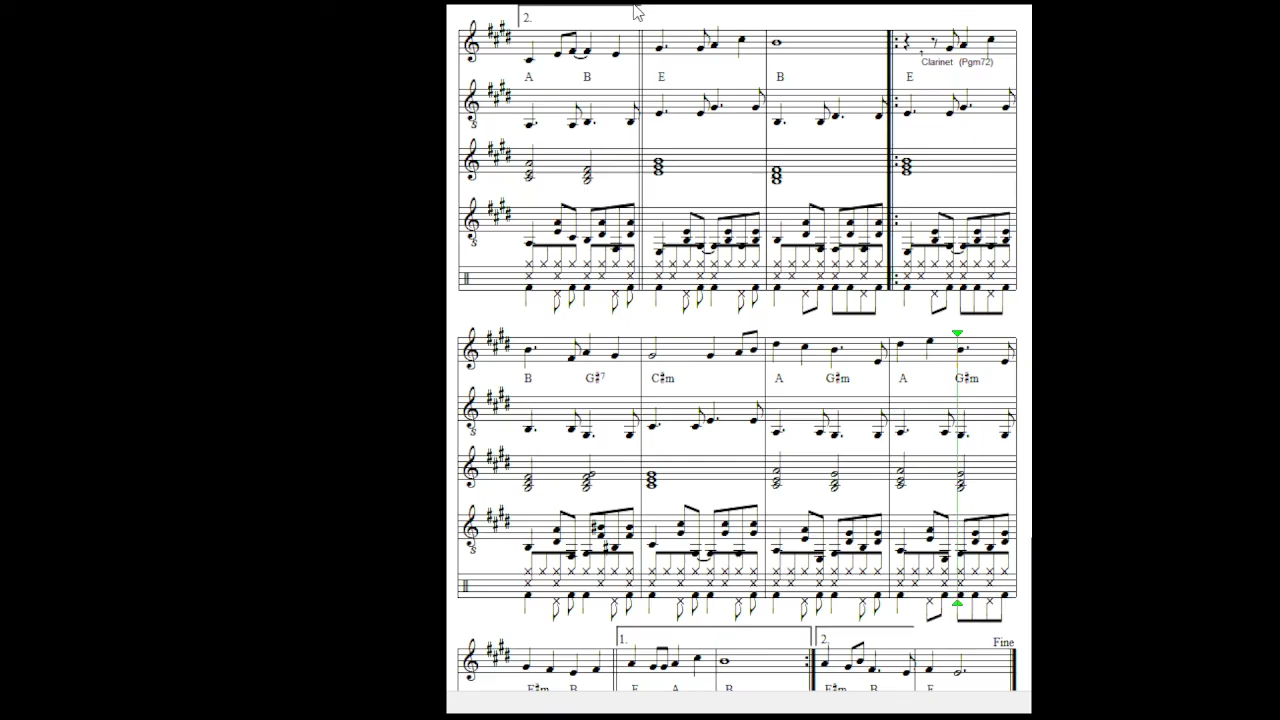 2.
Clarinet (Pgm72)
A B E B E
B G#7 C#m A G#m A G#m
1. 2. Fine
F#m B E A B F#m B E